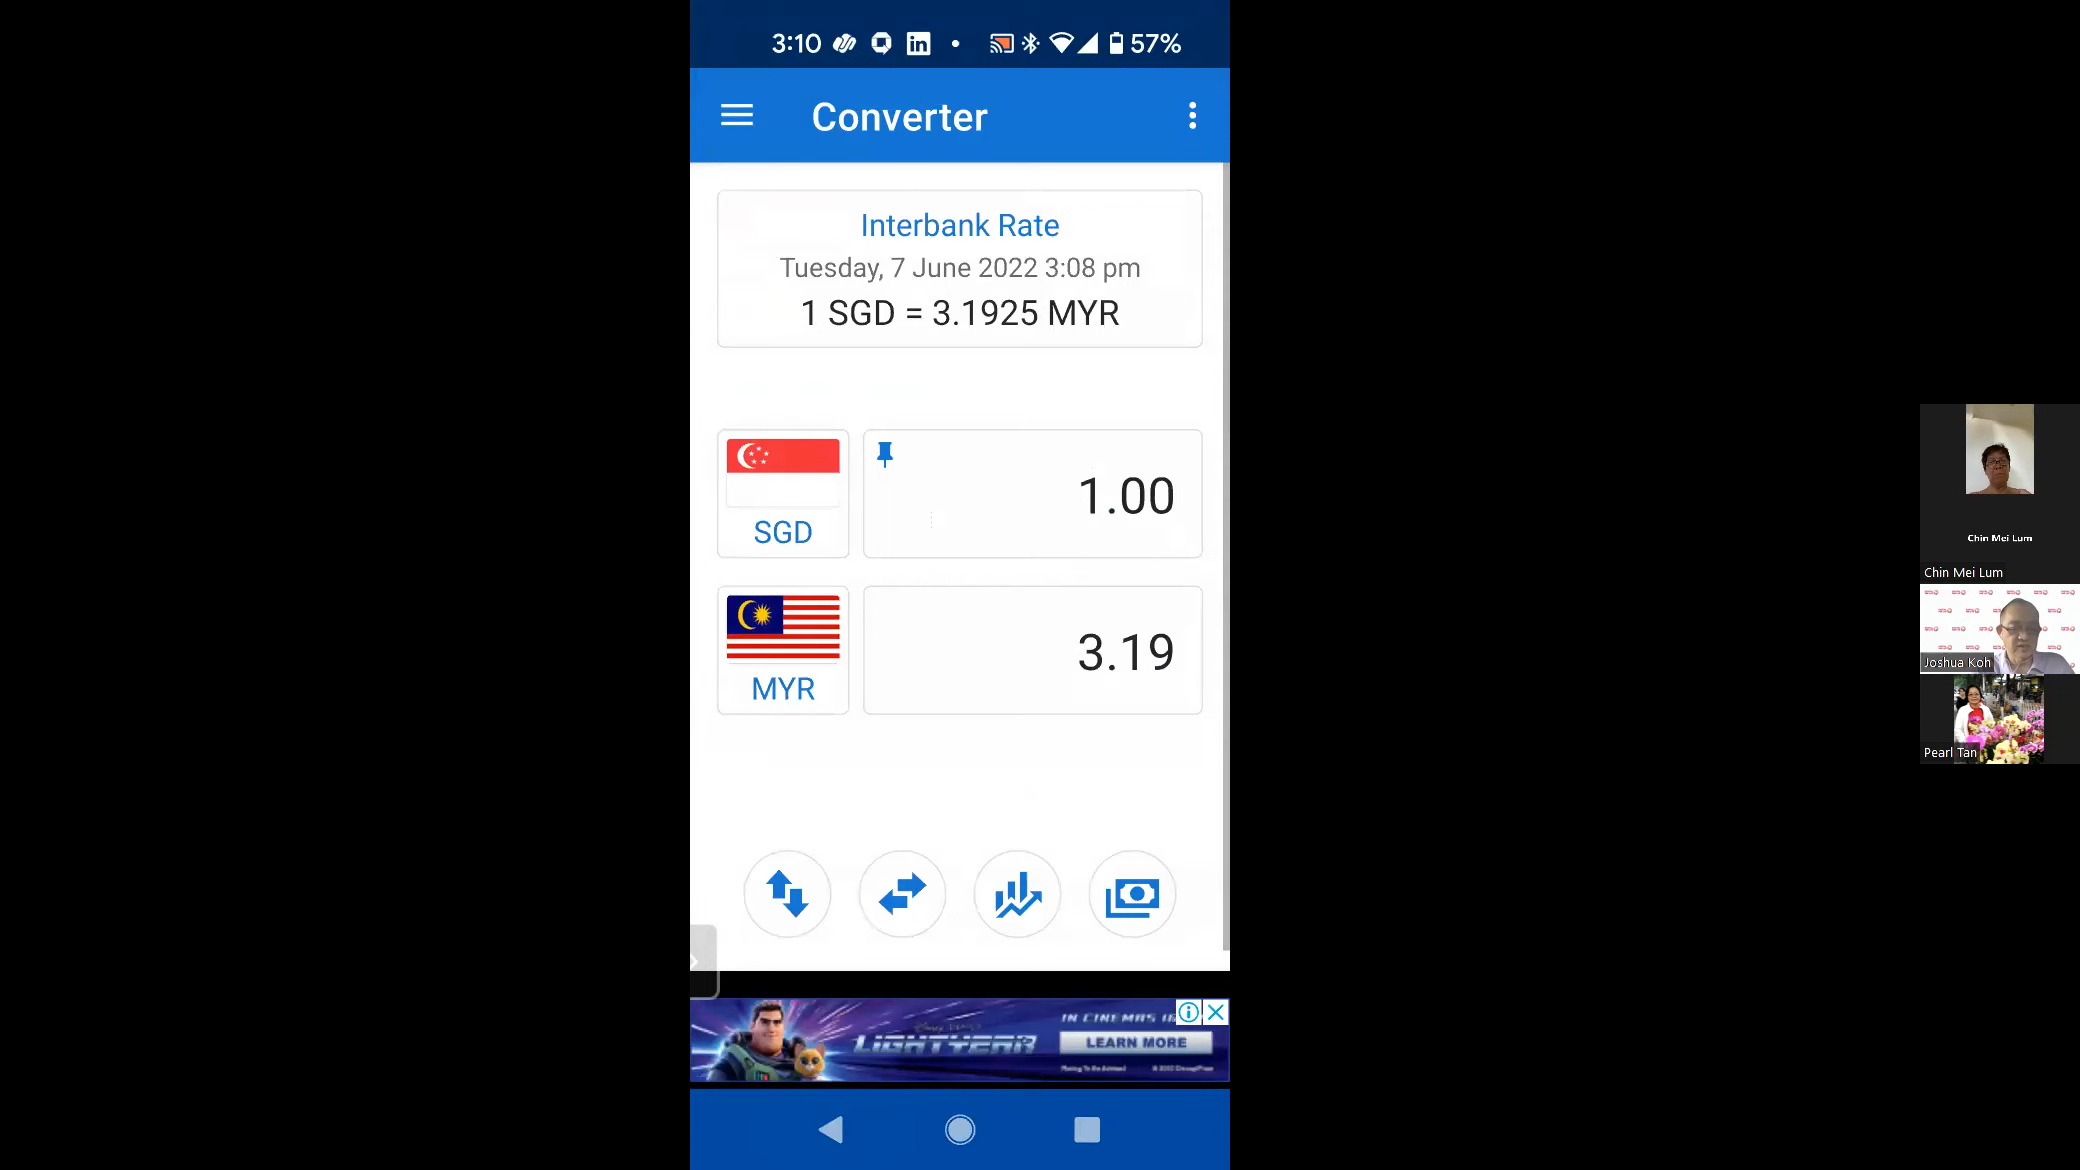 3:10
57%
Converter
Interbank Rate
Tuesday, 7 June 2022 3:08 pm
1 SGD = 3.1925 MYR
1.00
SGD
3.19
MYR
IN CINEMAS
LIGHTYEAR
LEARN MORE
Chin Mei Lum
Chin Mei Lum
Joshua Koh
Pearl Tan